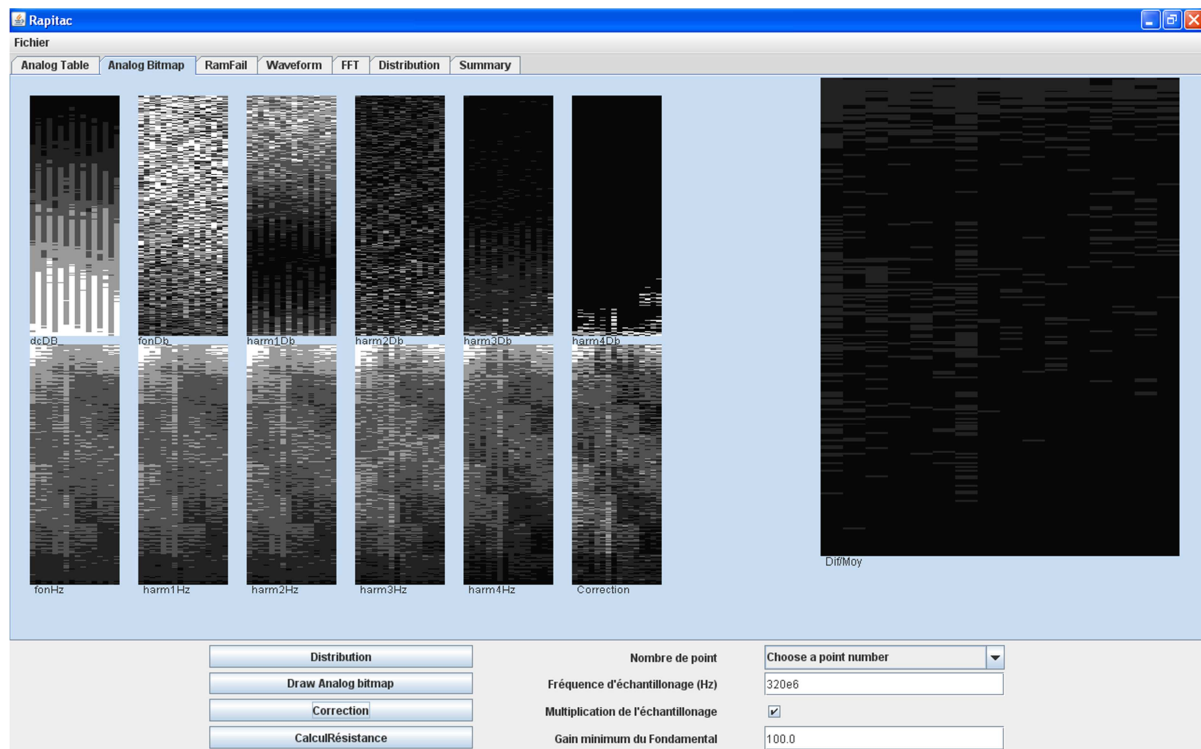 Rapitac
Fichier
Analog Table Analog Bitmap RamFail Waveform FFT Distribution Summary
dcDB fonDb harm1Db harm2Db harm3Db harm4Db
fonHz harm1Hz harm2Hz harm3Hz harm4Hz Correction
Dif/Moy
Distribution Nombre de point Choose a point number
Draw Analog bitmap Fréquence d'échantillonage (Hz) 320e6
Correction Multiplication de l'échantillonage
CalculRésistance Gain minimum du Fondamental 100.0